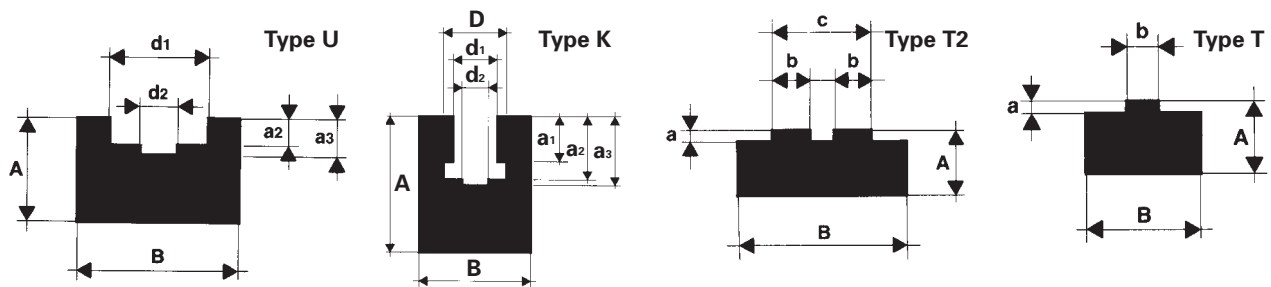 Type U
d1
d2
a2
a3
A
B
Type K
D
d1
d2
a1
a2
a3
A
B
Type T2
c
b b
a
A
B
Type T
b
a
A
B